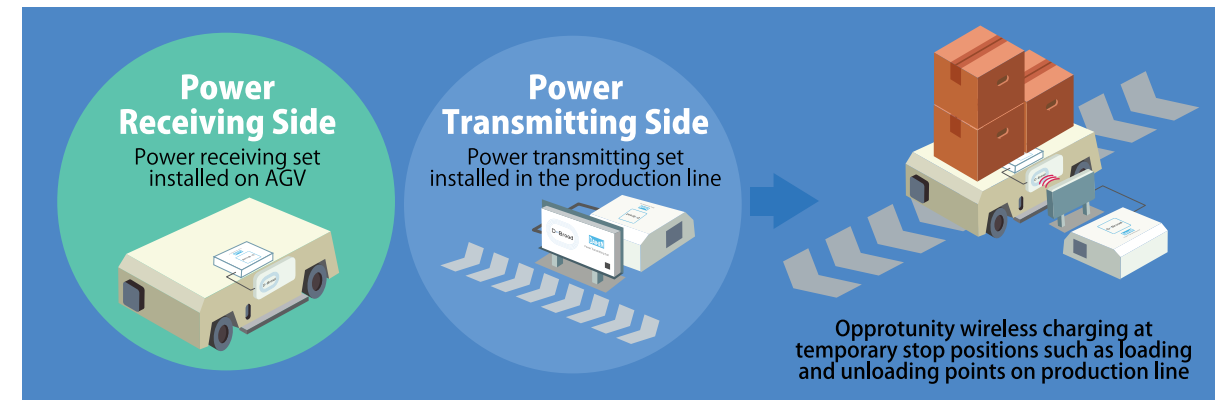 Power
Receiving Side
Power receiving set
installed on AGV
D-Broad
Power
Transmitting Side
Power transmitting set
installed in the production line
D-Broad
Opprotunity wireless charging at
temporary stop positions such as loading
and unloading points on production line